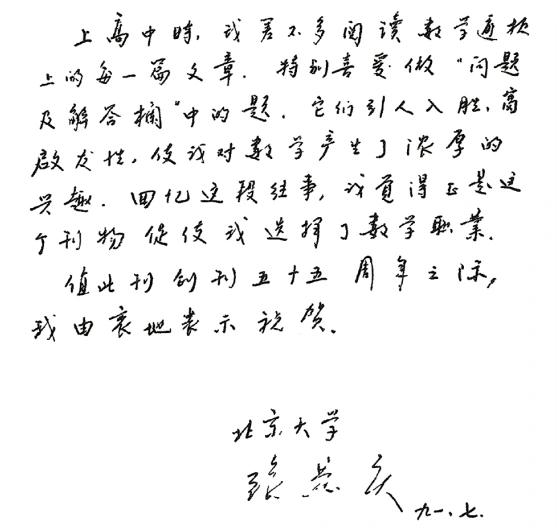 上高中时，我差不多阅读数学通报
上的每一篇文章．特别喜爱做“问题
及解答栏”中的题．它们引人入胜，富
启发性，使我对数学产生了浓厚的
兴趣．回忆这段往事，我觉得正是这
个刊物促使我选择了数学职业．
值此刊创刊五十五周年之际，
我由衷地表示祝贺．
北京大学
张恭庆
九一．七．